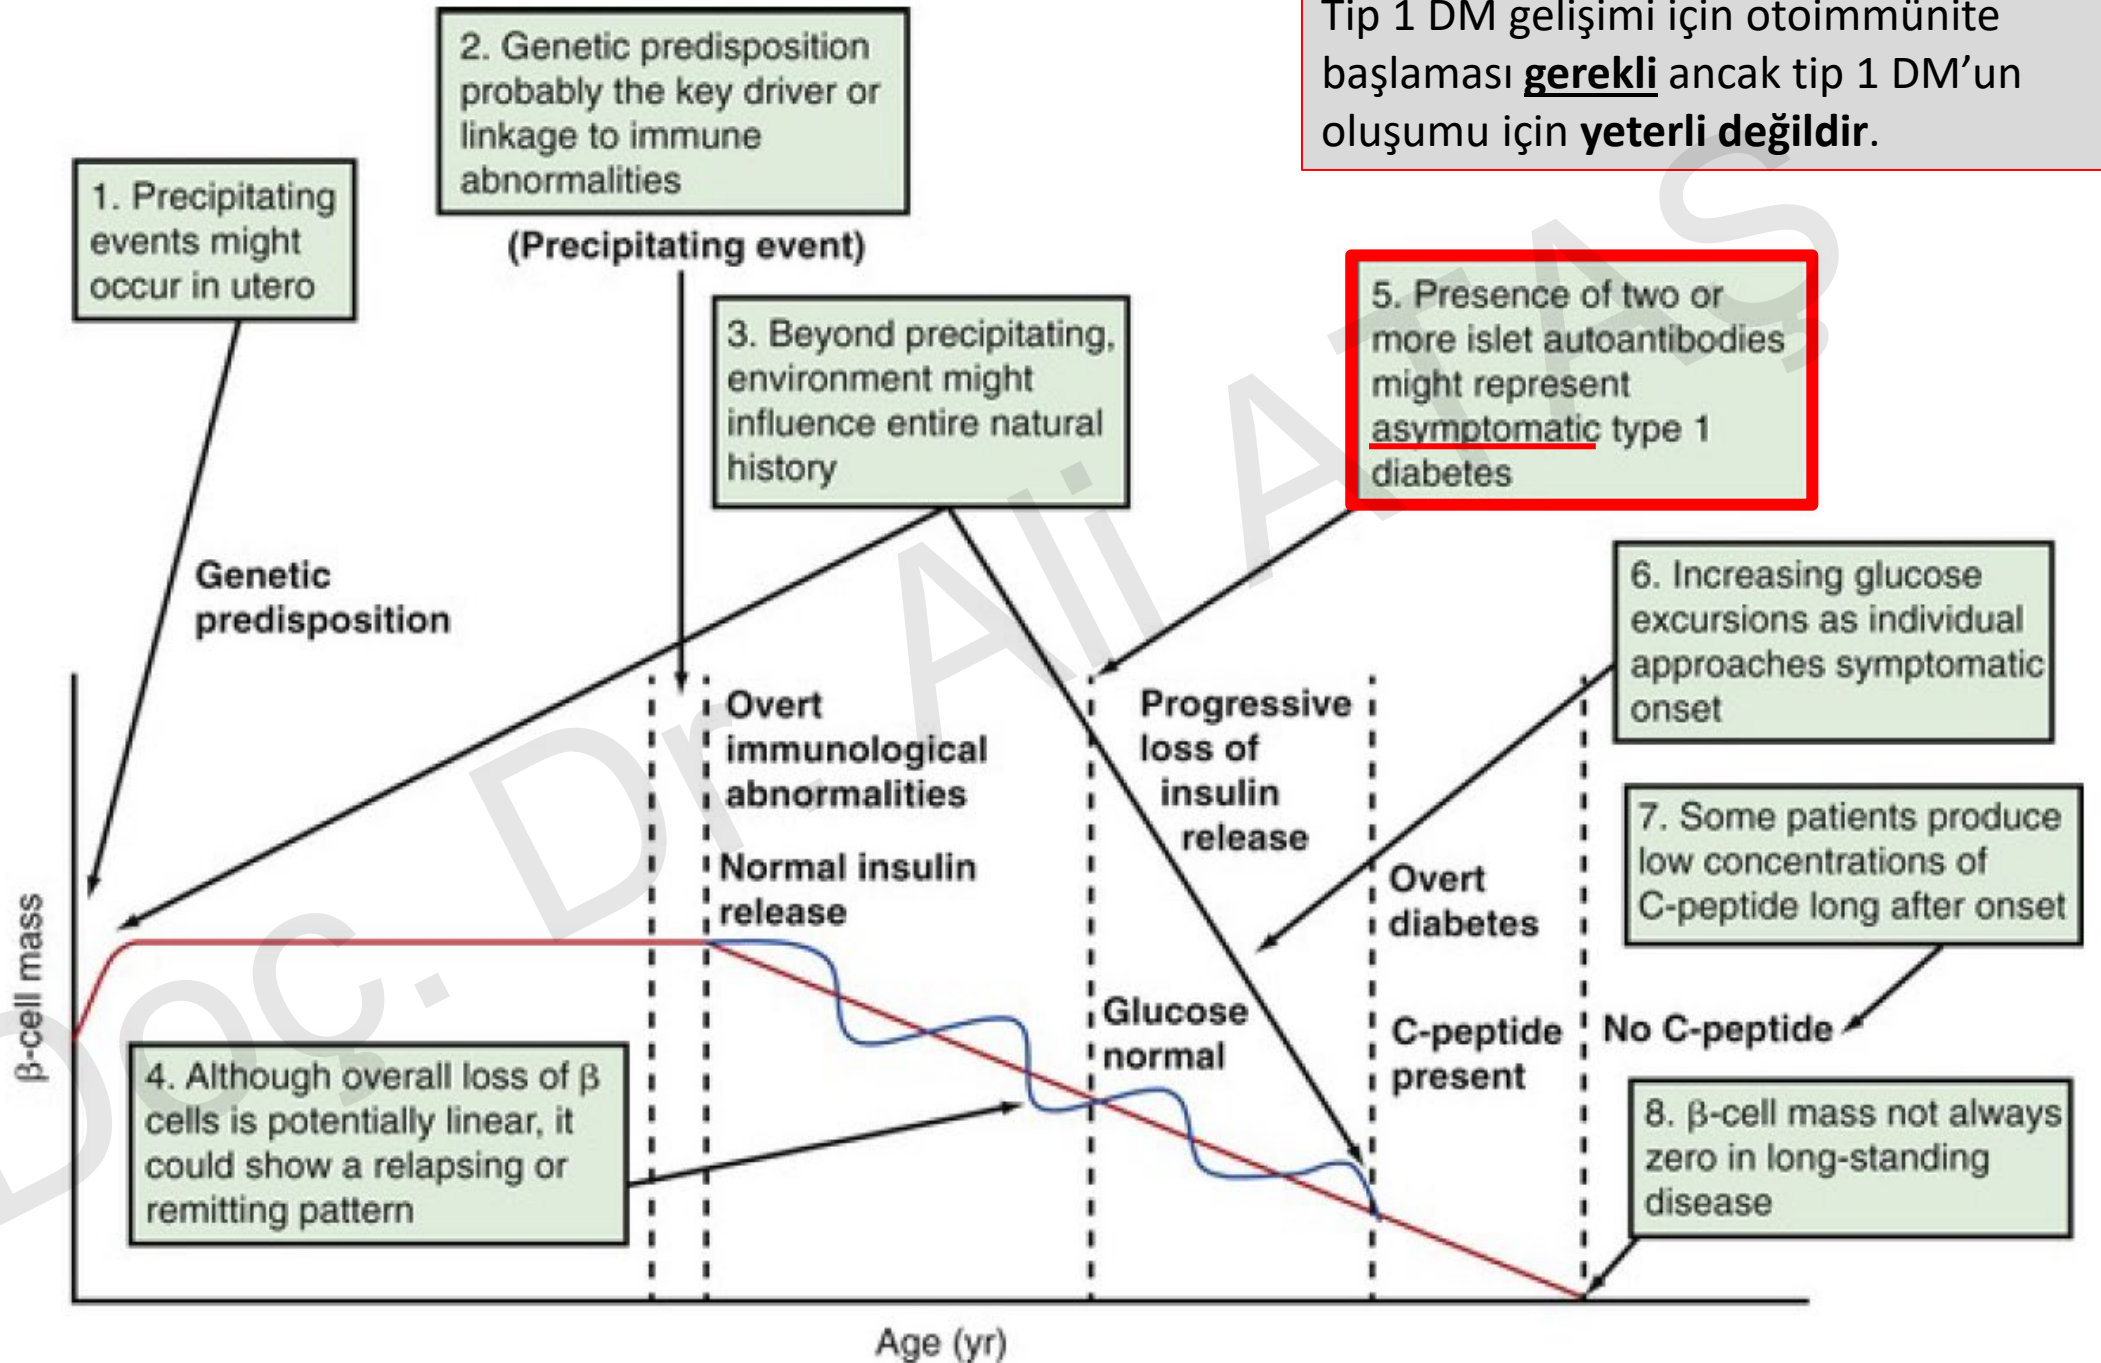 Tip 1 DM gelişimi için otoimmünite
başlaması gerekli ancak tip 1 DM’un
oluşumu için yeterli değildir.
2. Genetic predisposition
probably the key driver or
linkage to immune
abnormalities
(Precipitating event)
1. Precipitating
events might
occur in utero
3. Beyond precipitating,
environment might
influence entire natural
history
5. Presence of two or
more islet autoantibodies
might represent
asymptomatic type 1
diabetes
Genetic
predisposition
6. Increasing glucose
excursions as individual
approaches symptomatic
onset
Overt
immunological
abnormalities
Normal insulin
release
Progressive
loss of
insulin
release
Glucose
normal
Overt
diabetes
C-peptide
present
7. Some patients produce
low concentrations of
C-peptide long after onset
No C-peptide
4. Although overall loss of β
cells is potentially linear, it
could show a relapsing or
remitting pattern
8. β-cell mass not always
zero in long-standing
disease
β-cell mass
Age (yr)
Doç. Dr. Ali ATAŞ